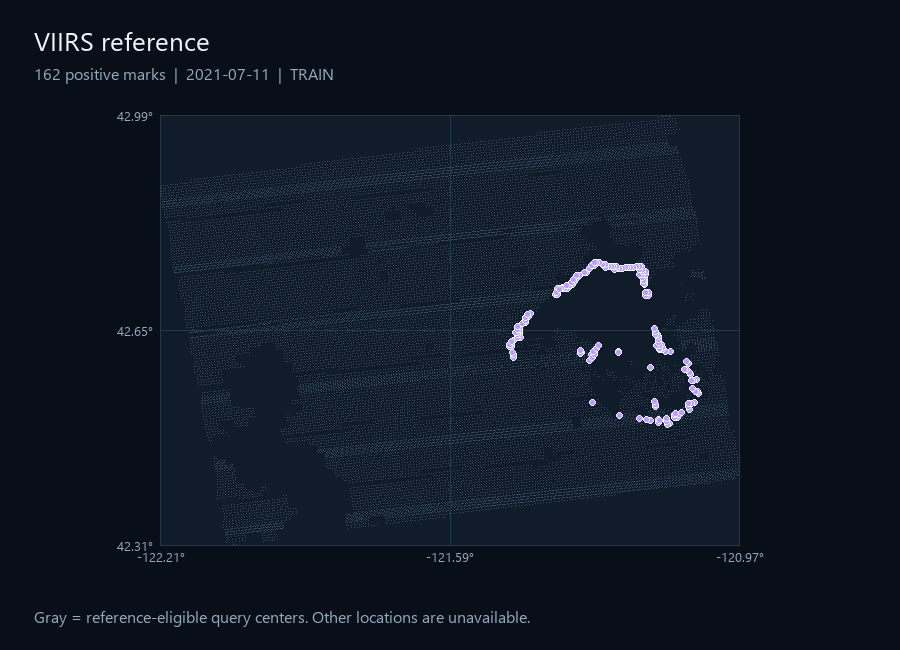 VIIRS reference
162 positive marks | 2021-07-11 | TRAIN
42.99°
42.65°
42.31°
-122.21°
-121.59°
-120.97°
Gray = reference-eligible query centers. Other locations are unavailable.